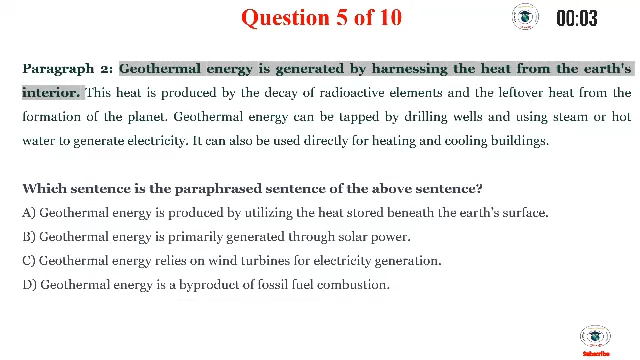 Question 5 of 10
00:03
Paragraph 2: Geothermal energy is generated by harnessing the heat from the earth's
interior. This heat is produced by the decay of radioactive elements and the leftover heat from the
formation of the planet. Geothermal energy can be tapped by drilling wells and using steam or hot
water to generate electricity. It can also be used directly for heating and cooling buildings.
Which sentence is the paraphrased sentence of the above sentence?
A) Geothermal energy is produced by utilizing the heat stored beneath the earth's surface.
B) Geothermal energy is primarily generated through solar power.
C) Geothermal energy relies on wind turbines for electricity generation.
D) Geothermal energy is a byproduct of fossil fuel combustion.
Subscribe